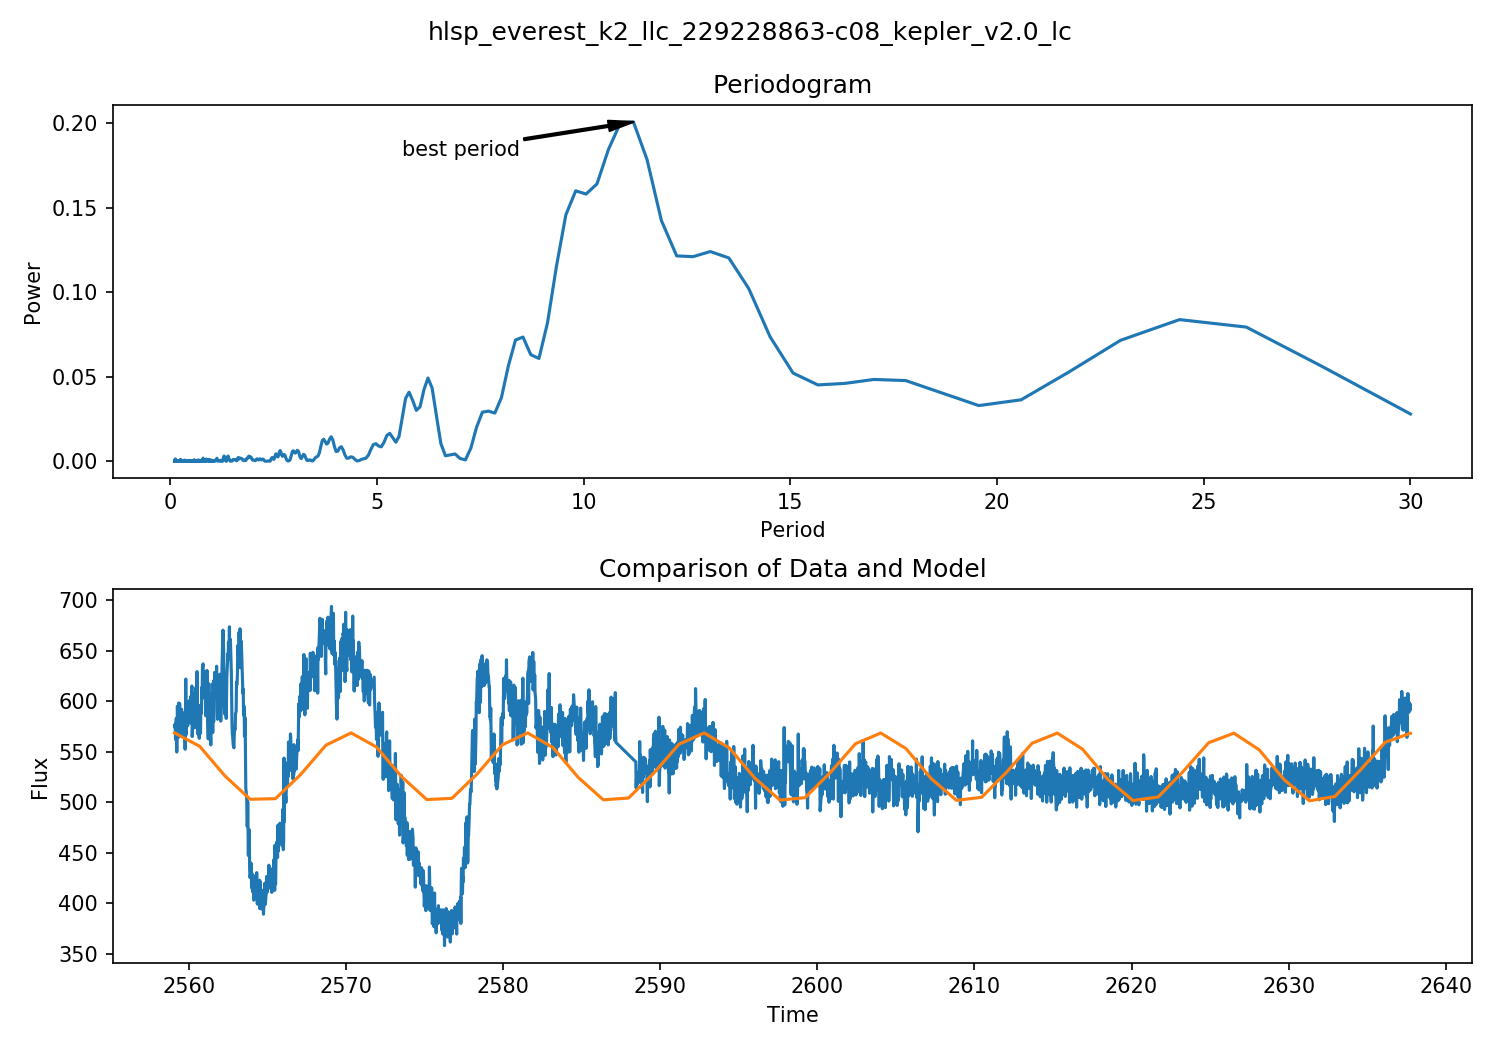 hlsp_everest_k2_llc_229228863-c08_kepler_v2.0_lc
Periodogram
0.20
0.15
0.10
0.05
0.00
Power
best period
0 5 10 15 20 25 30
Period
Comparison of Data and Model
700
650
600
550
500
450
400
350
Flux
2560 2570 2580 2590 2600 2610 2620 2630 2640
Time